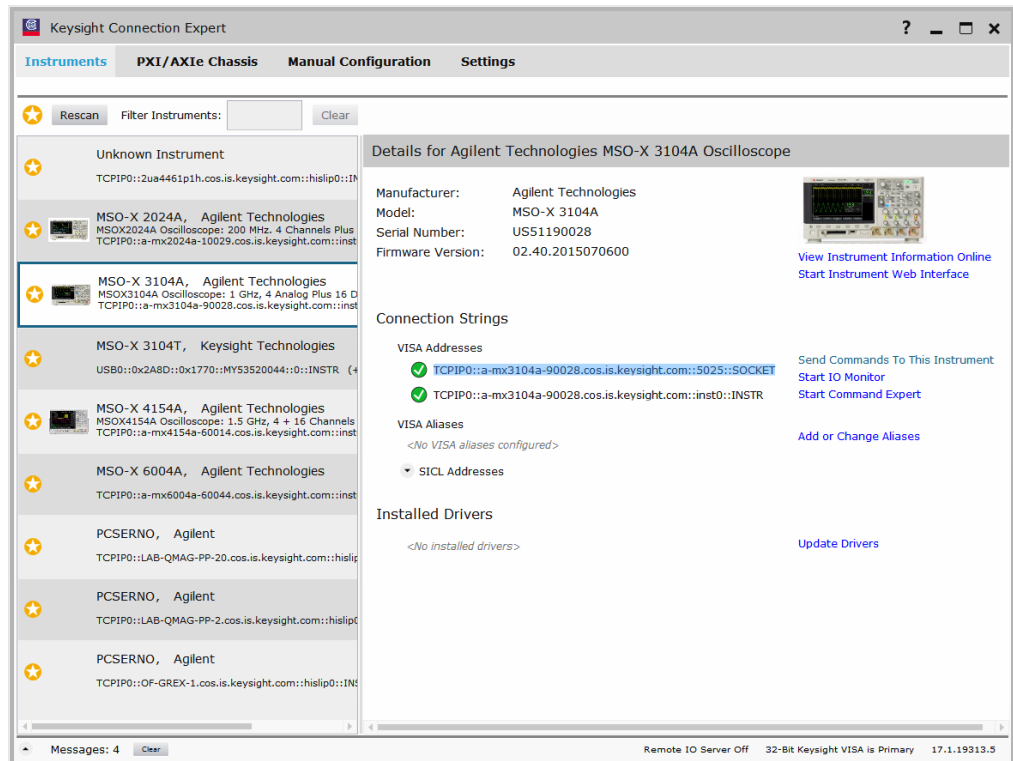 Keysight Connection Expert
?
Instruments PXI/AXIe Chassis Manual Configuration Settings
Rescan Filter Instruments: Clear
Unknown Instrument
TCPIP0::2ua4461p1h.cos.is.keysight.com::hislip0::IN
MSO-X 2024A, Agilent Technologies
MSOX2024A Oscilloscope: 200 MHz. 4 Channels Plus
TCPIP0::a-mx2024a-10029.cos.is.keysight.com::inst
MSO-X 3104A, Agilent Technologies
MSOX3104A Oscilloscope: 1 GHz, 4 Analog Plus 16 D
TCPIP0::a-mx3104a-90028.cos.is.keysight.com::inst
MSO-X 3104T, Keysight Technologies
USB0::0x2A8D::0x1770::MY53520044::0::INSTR (+
MSO-X 4154A, Agilent Technologies
MSOX4154A Oscilloscope: 1.5 GHz, 4 + 16 Channels
TCPIP0::a-mx4154a-60014.cos.is.keysight.com::inst
MSO-X 6004A, Agilent Technologies
TCPIP0::a-mx6004a-60044.cos.is.keysight.com::inst
PCSERNO, Agilent
TCPIP0::LAB-QMAG-PP-20.cos.is.keysight.com::hislip
PCSERNO, Agilent
TCPIP0::LAB-QMAG-PP-2.cos.is.keysight.com::hislip0
PCSERNO, Agilent
TCPIP0::OF-GREX-1.cos.is.keysight.com::hislip0::INS
Details for Agilent Technologies MSO-X 3104A Oscilloscope
Manufacturer: Agilent Technologies
Model: MSO-X 3104A
Serial Number: US51190028
Firmware Version: 02.40.2015070600
View Instrument Information Online
Start Instrument Web Interface
Connection Strings
VISA Addresses
TCPIP0::a-mx3104a-90028.cos.is.keysight.com::5025::SOCKET
TCPIP0::a-mx3104a-90028.cos.is.keysight.com::inst0::INSTR
Send Commands To This Instrument
Start IO Monitor
Start Command Expert
VISA Aliases
<No VISA aliases configured>
Add or Change Aliases
SICL Addresses
Installed Drivers
<No installed drivers>
Update Drivers
Messages: 4 Clear
Remote IO Server Off 32-Bit Keysight VISA is Primary 17.1.19313.5